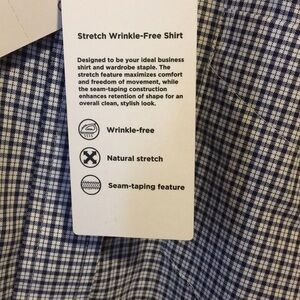 Stretch Wrinkle-Free Shirt
Designed to be your ideal business
shirt and wardrobe staple. The
stretch feature maximizes comfort
and freedom of movement, while
the seam-taping construction
enhances retention of shape for an
overall clean, stylish look.
Wrinkle-free
Natural stretch
Seam-taping feature